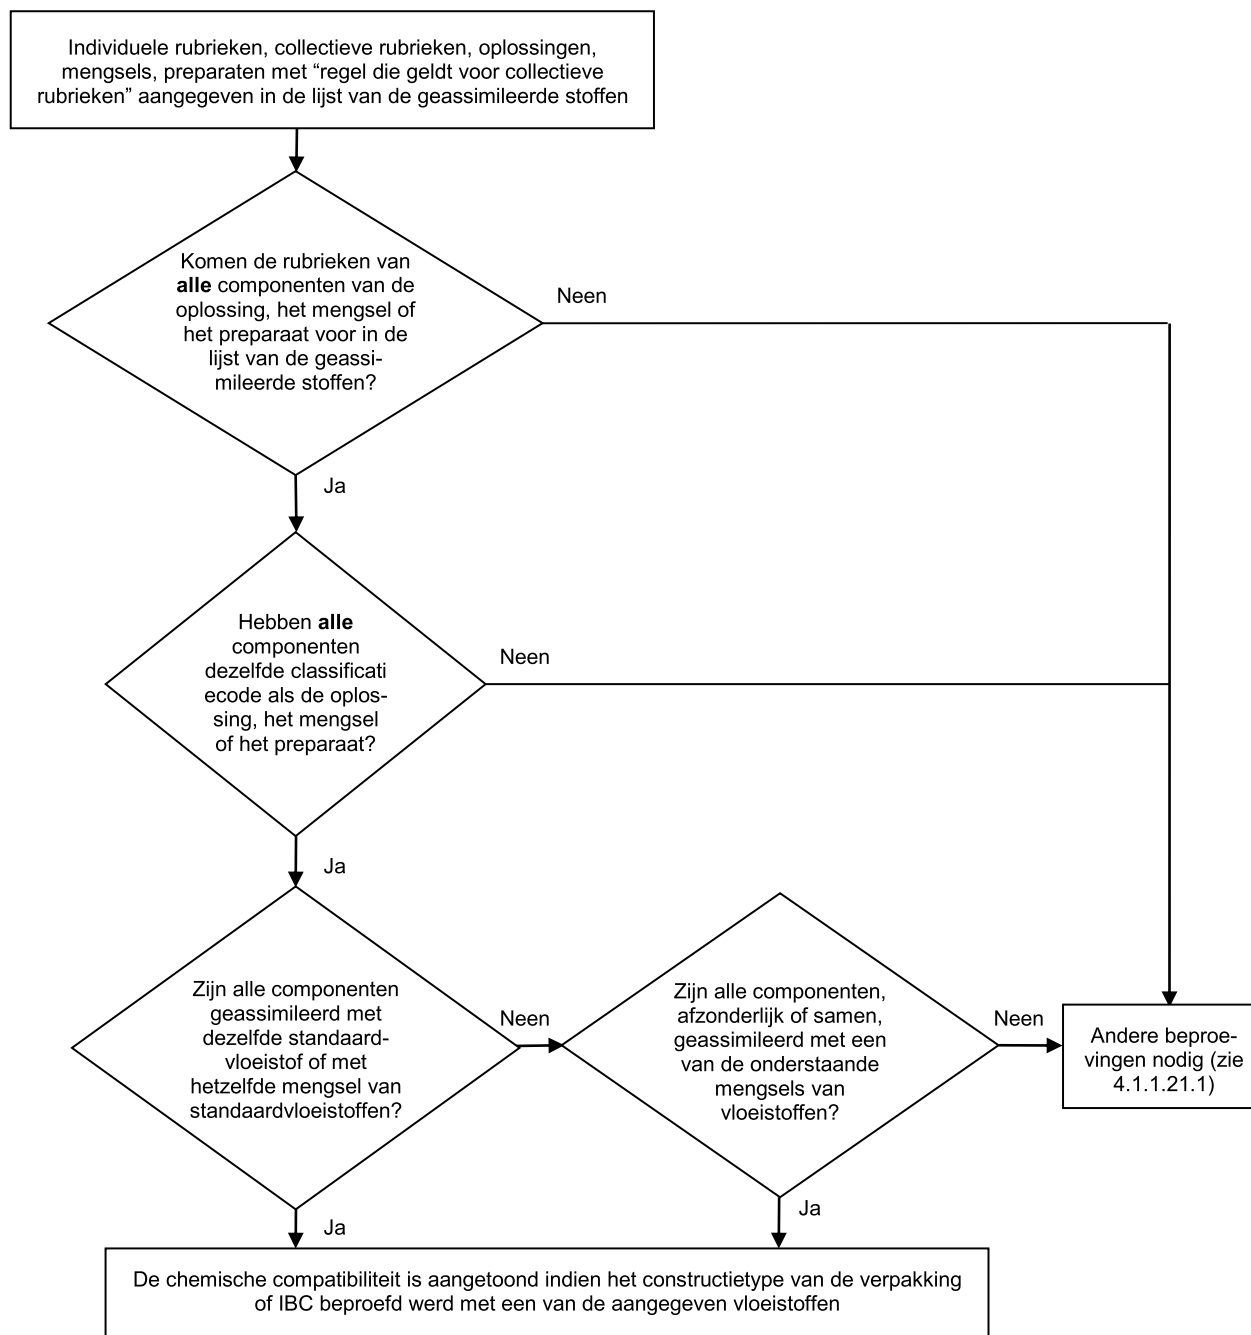 Individuele rubrieken, collectieve rubrieken, oplossingen,
mengsels, preparaten met “regel die geldt voor collectieve
rubrieken” aangegeven in de lijst van de geassimileerde stoffen
Komen de rubrieken van
alle componenten van de
oplossing, het mengsel of
het preparaat voor in de
lijst van de geassi-
mileerde stoffen?
Neen
Ja
Hebben alle
componenten
dezelfde classificati
ecode als de oplos-
sing, het mengsel
of het preparaat?
Neen
Ja
Zijn alle componenten
geassimileerd met
dezelfde standaard-
vloeistof of met
hetzelfde mengsel van
standaardvloeistoffen?
Neen
Zijn alle componenten,
afzonderlijk of samen,
geassimileerd met een
van de onderstaande
mengsels van
vloeistoffen?
Neen
Andere beproe-
vingen nodig (zie
4.1.1.21.1)
Ja
Ja
De chemische compatibiliteit is aangetoond indien het constructietype van de verpakking
of IBC beproefd werd met een van de aangegeven vloeistoffen